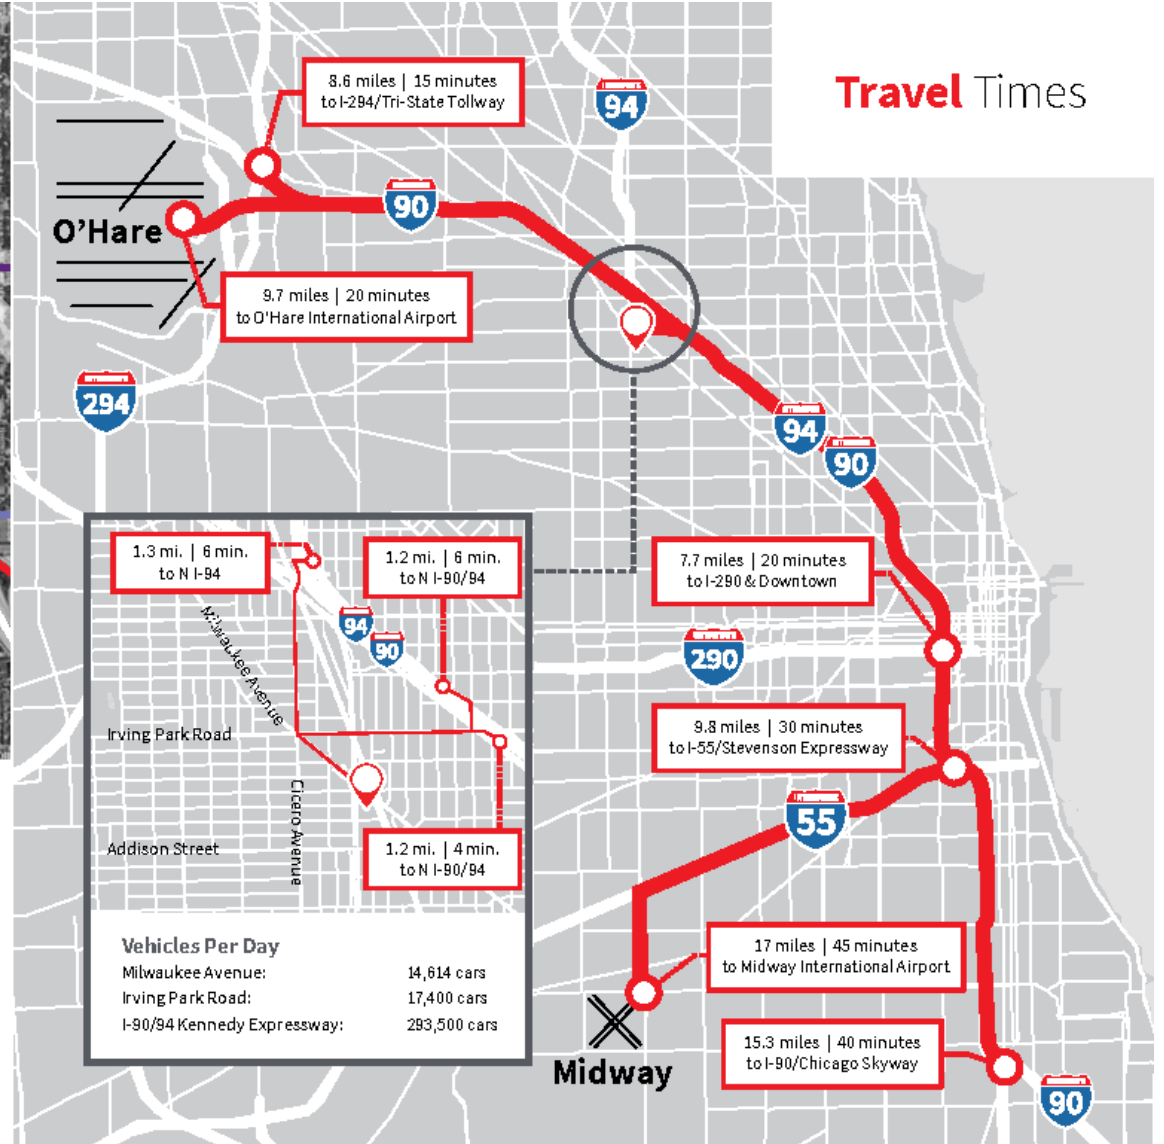 Travel Times
8.6 miles | 15 minutes
to I-294/Tri-State Tollway
94
90
O'Hare
9.7 miles | 20 minutes
to O'Hare International Airport
294
94
90
1.3 mi. | 6 min.
to N I-94
1.2 mi. | 6 min.
to N I-90/94
7.7 miles | 20 minutes
to I-290 & Downtown
94
90
Milwaukee Avenue
290
Irving Park Road
9.8 miles | 30 minutes
to I-55/Stevenson Expressway
Cicero Avenue
55
Addison Street
1.2 mi. | 4 min.
to N I-90/94
Vehicles Per Day
Milwaukee Avenue: 14,614 cars
Irving Park Road: 17,400 cars
I-90/94 Kennedy Expressway: 293,500 cars
17 miles | 45 minutes
to Midway International Airport
15.3 miles | 40 minutes
to I-90/Chicago Skyway
Midway
90